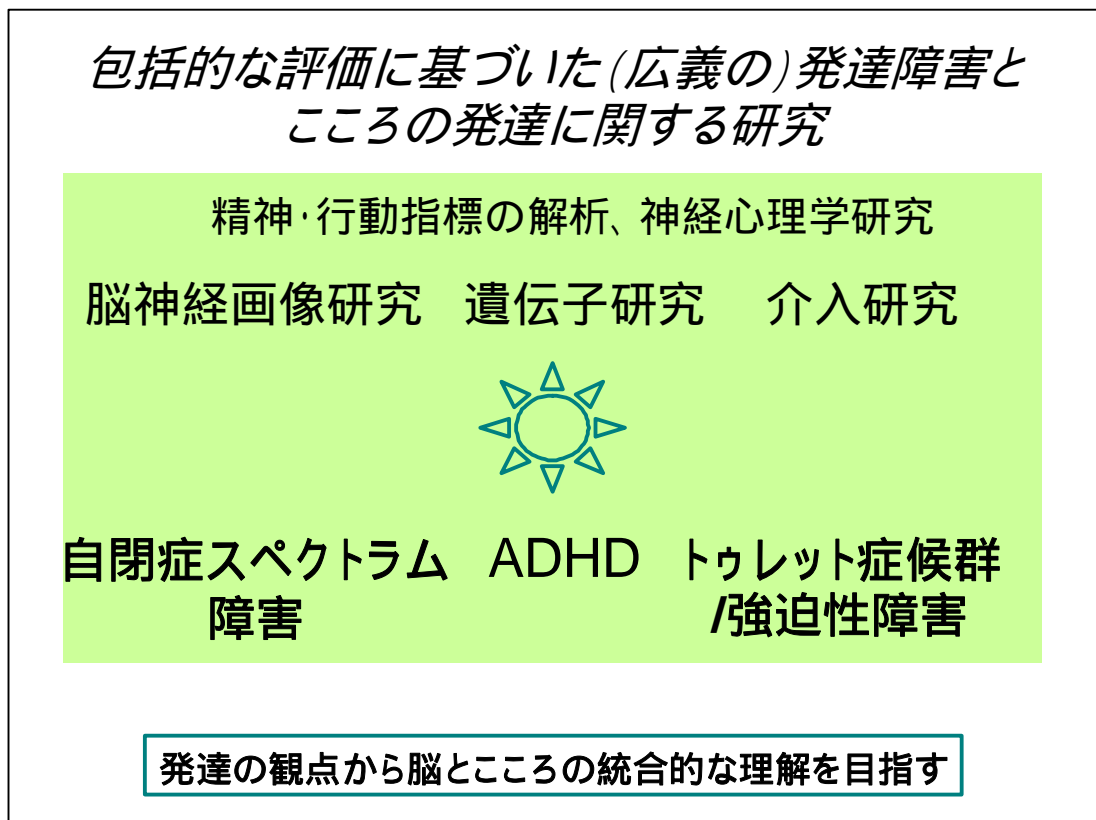 包括的な評価に基づいた(広義の)発達障害と
こころの発達に関する研究
精神・行動指標の解析、神経心理学研究
脳神経画像研究 遺伝子研究 介入研究
自閉症スペクトラム ADHD トゥレット症候群
障害 /強迫性障害
発達の観点から脳とこころの統合的な理解を目指す